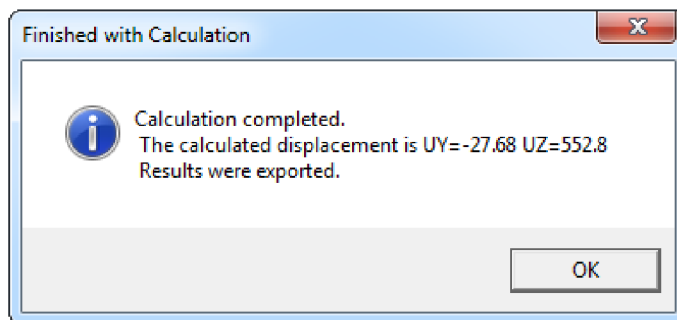 Finished with Calculation
Calculation completed.
The calculated displacement is UY=-27.68 UZ=552.8
Results were exported.
OK